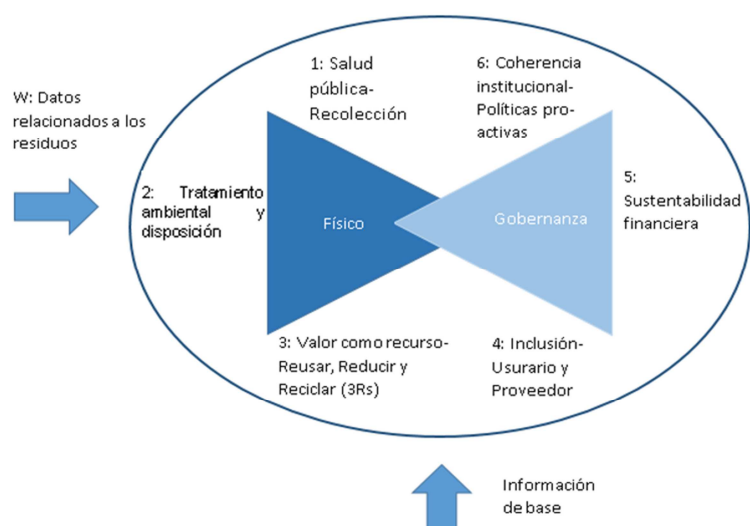 W: Datos
relacionados a los
residuos
1: Salud
pública-
Recolección
6: Coherencia
institucional-
Políticas pro-
activas
2: Tratamiento
ambiental y
disposición
Físico
Gobernanza
5:
Sustentabilidad
financiera
3: Valor como recurso-
Reusar, Reducir y
Reciclar (3Rs)
4: Inclusión-
Usurario y
Proveedor
Información
de base